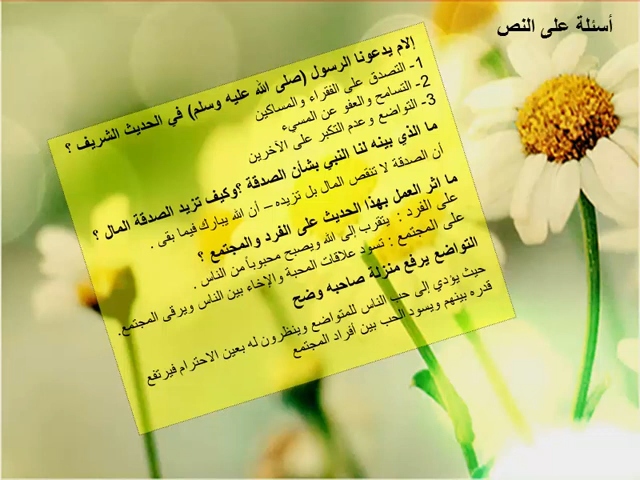 أسئلة على النص
إلام يدعونا الرسول (صلى الله عليه وسلم) في الحديث الشريف ؟
1- التصدق على الفقراء والمساكين
2- التسامح والعفو عن المسيء
3- التواضع وعدم التكبر على الآخرين
ما الذي بينه لنا النبي بشأن الصدقة ؟وكيف تزيد الصدقة المال ؟
أن الصدقة لا تنقص المال بل تزيده – أن الله يبارك فيما بقى .
ما اثر العمل بهذا الحديث على الفرد والمجتمع ؟
على الفرد : يتقرب إلى الله ويصبح محبوباً من الناس .
على المجتمع : تسود علاقات المحبة والإخاء بين الناس ويرقى المجتمع.
التواضع يرفع منزلة صاحبه وضح
حيث يؤدي إلى حب الناس للمتواضع وينظرون له بعين الاحترام فيرتفع
قدره بينهم ويسود الحب بين أفراد المجتمع